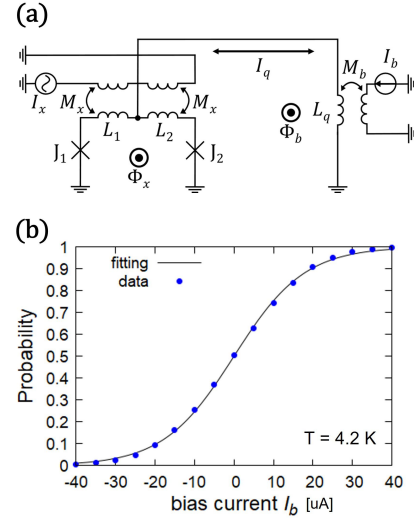 (a)
I_q
M_b
I_b
I_x
M_x
M_x
L_1
L_2
L_q
J_1
J_2
Φ_x
Φ_b
(b)
1
0.9
0.8
0.7
0.6
0.5
0.4
0.3
0.2
0.1
0
Probability
fitting
data
T = 4.2 K
-40 -30 -20 -10 0 10 20 30 40
bias current I_b [uA]